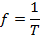 f = 1/T